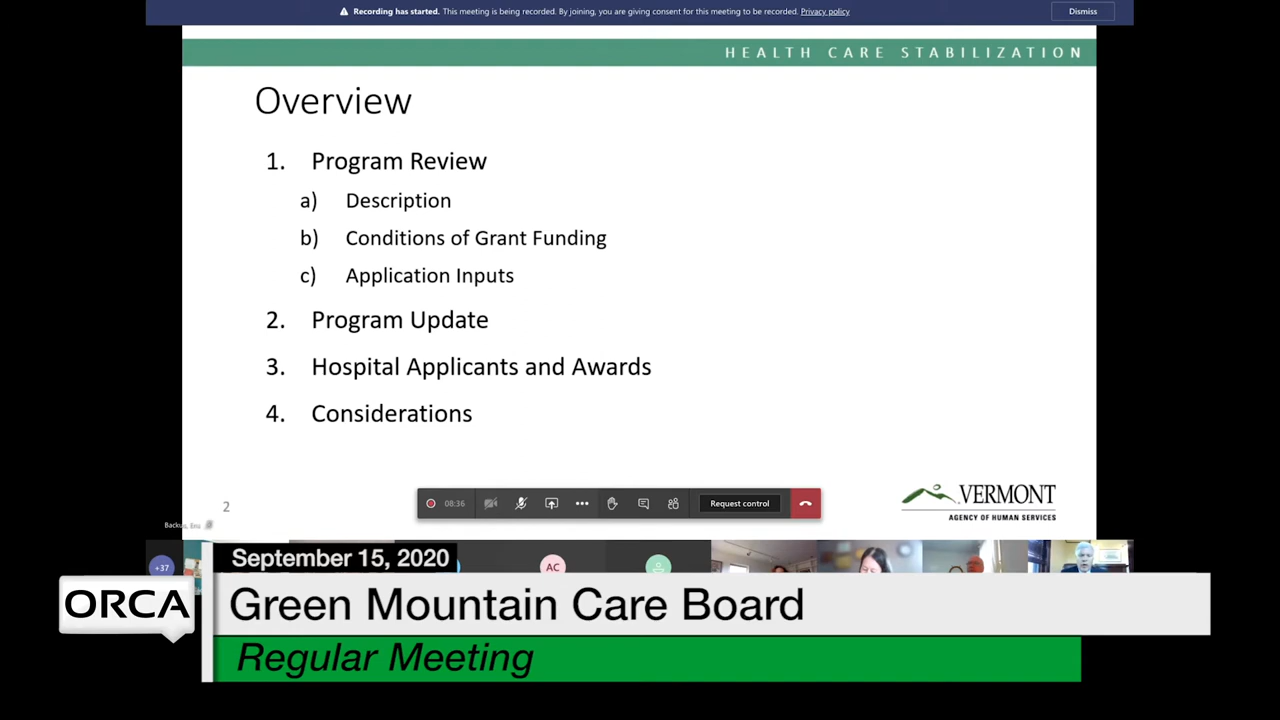 Recording has started. This meeting is being recorded. By joining, you are giving consent for this meeting to be recorded. Privacy policy
Dismiss
HEALTH CARE STABILIZATION
Overview
1. Program Review
a) Description
b) Conditions of Grant Funding
c) Application Inputs
2. Program Update
3. Hospital Applicants and Awards
4. Considerations
2
08:36
Request control
VERMONT
AGENCY OF HUMAN SERVICES
+37
AC
September 15, 2020
ORCA
Green Mountain Care Board
Regular Meeting